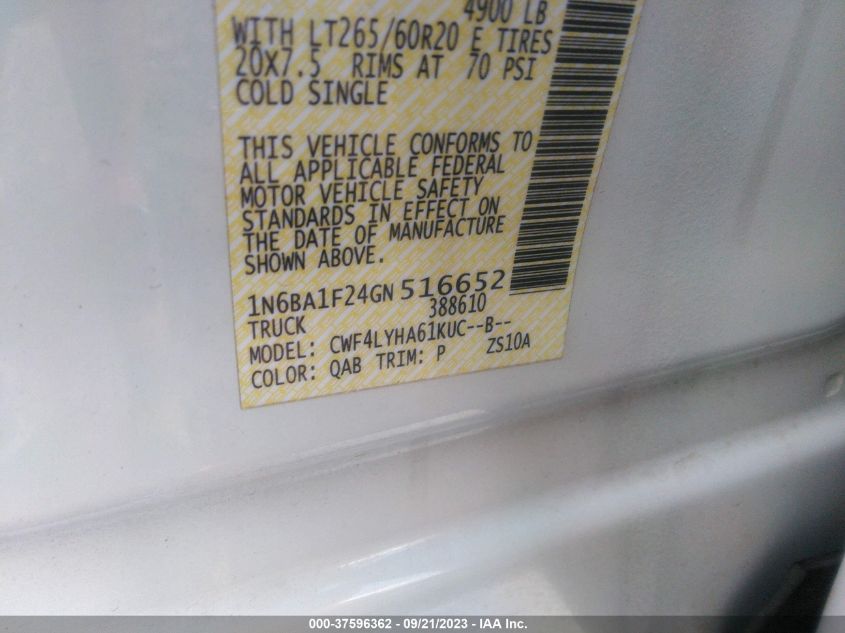 4900 LB
WITH LT265/60R20 E TIRES
20X7.5 RIMS AT 70 PSI
COLD SINGLE
THIS VEHICLE CONFORMS TO
ALL APPLICABLE FEDERAL
MOTOR VEHICLE SAFETY
STANDARDS IN EFFECT ON
THE DATE OF MANUFACTURE
SHOWN ABOVE.
1N6BA1F24GN 516652
TRUCK 388610
MODEL: CWF4LYHA61KUC--B--
COLOR: QAB TRIM: P ZS10A
000-37596362 - 09/21/2023 - IAA Inc.